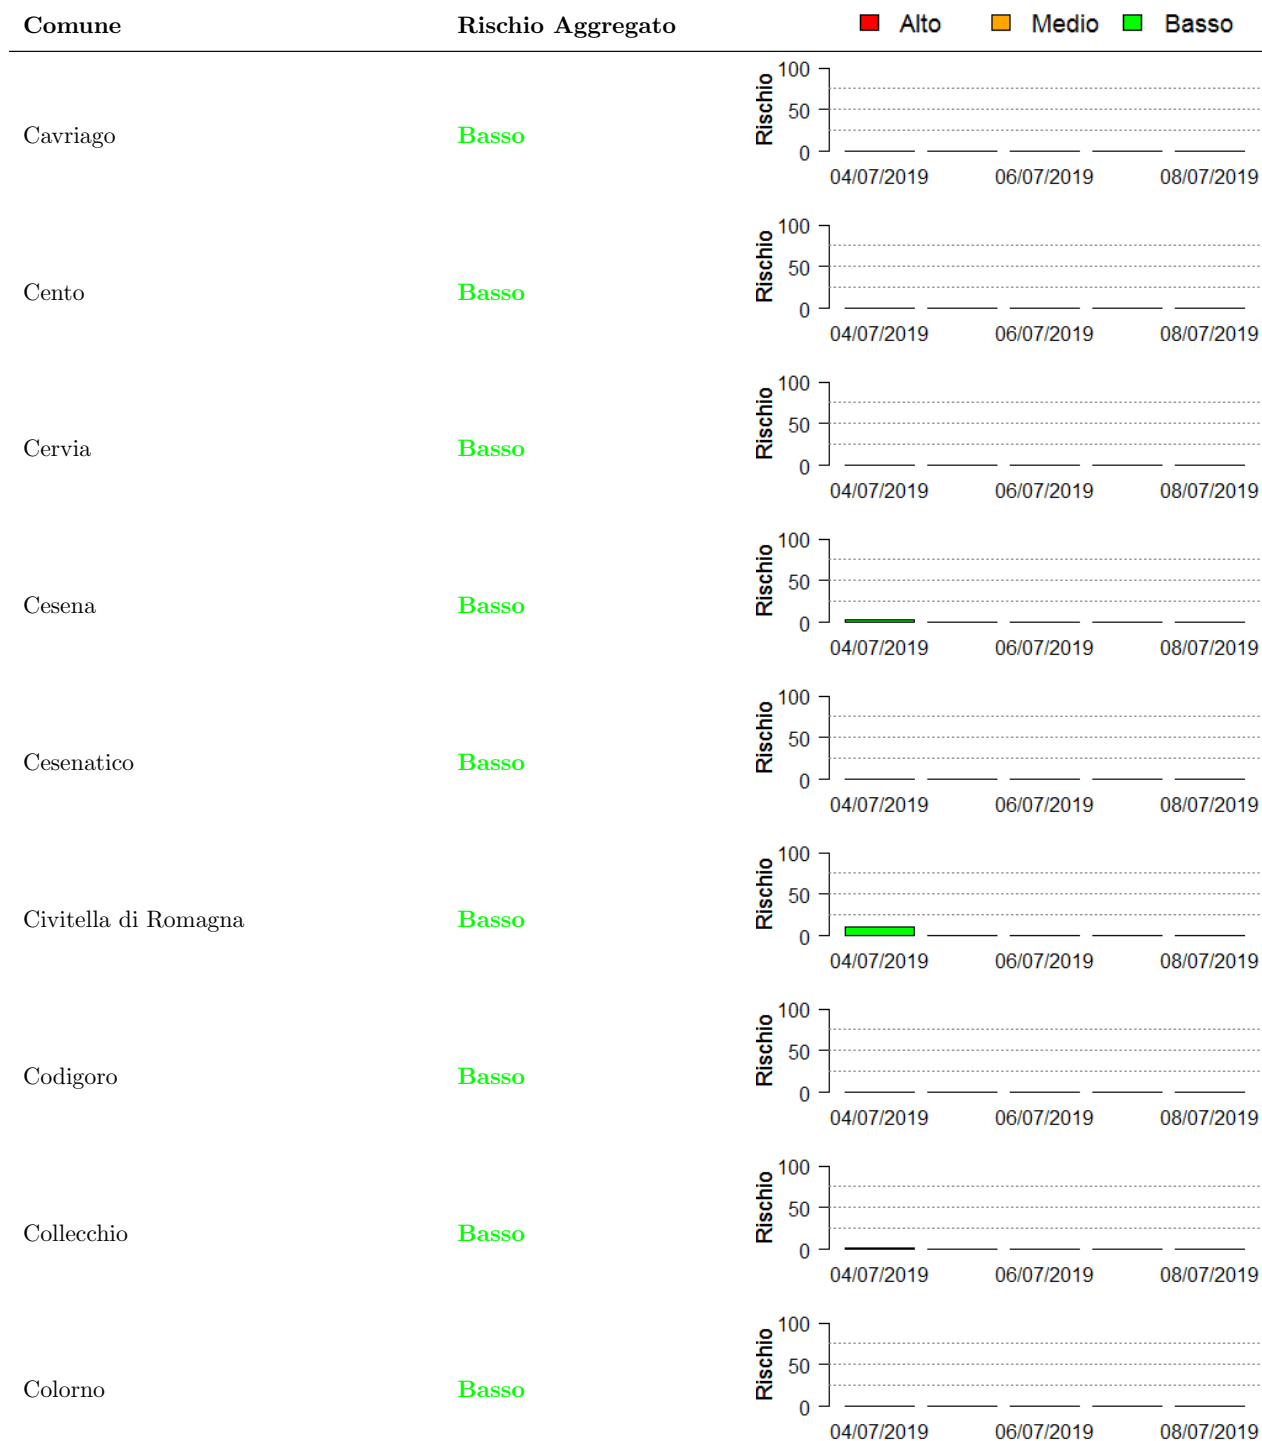 Comune Rischio Aggregato Alto Medio Basso
100
50
0
Rischio
Cavriago Basso
04/07/2019 06/07/2019 08/07/2019
100
50
0
Rischio
Cento Basso
04/07/2019 06/07/2019 08/07/2019
100
50
0
Rischio
Cervia Basso
04/07/2019 06/07/2019 08/07/2019
100
50
0
Rischio
Cesena Basso
04/07/2019 06/07/2019 08/07/2019
100
50
0
Rischio
Cesenatico Basso
04/07/2019 06/07/2019 08/07/2019
100
50
0
Rischio
Civitella di Romagna Basso
04/07/2019 06/07/2019 08/07/2019
100
50
0
Rischio
Codigoro Basso
04/07/2019 06/07/2019 08/07/2019
100
50
0
Rischio
Collecchio Basso
04/07/2019 06/07/2019 08/07/2019
100
50
0
Rischio
Colorno Basso
04/07/2019 06/07/2019 08/07/2019